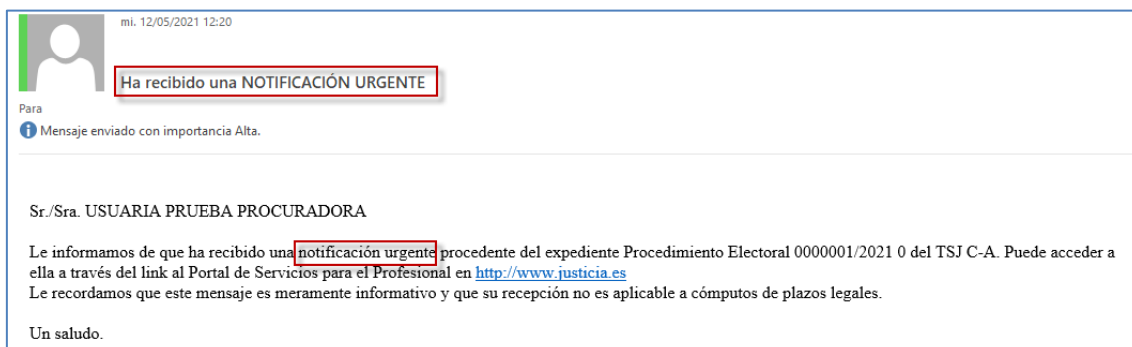 mi. 12/05/2021 12:20
Ha recibido una NOTIFICACIÓN URGENTE
Para
Mensaje enviado con importancia Alta.
Sr./Sra. USUARIA PRUEBA PROCURADORA
Le informamos de que ha recibido una notificación urgente procedente del expediente Procedimiento Electoral 0000001/2021 0 del TSJ C-A. Puede acceder a
ella a través del link al Portal de Servicios para el Profesional en http://www.justicia.es
Le recordamos que este mensaje es meramente informativo y que su recepción no es aplicable a cómputos de plazos legales.
Un saludo.